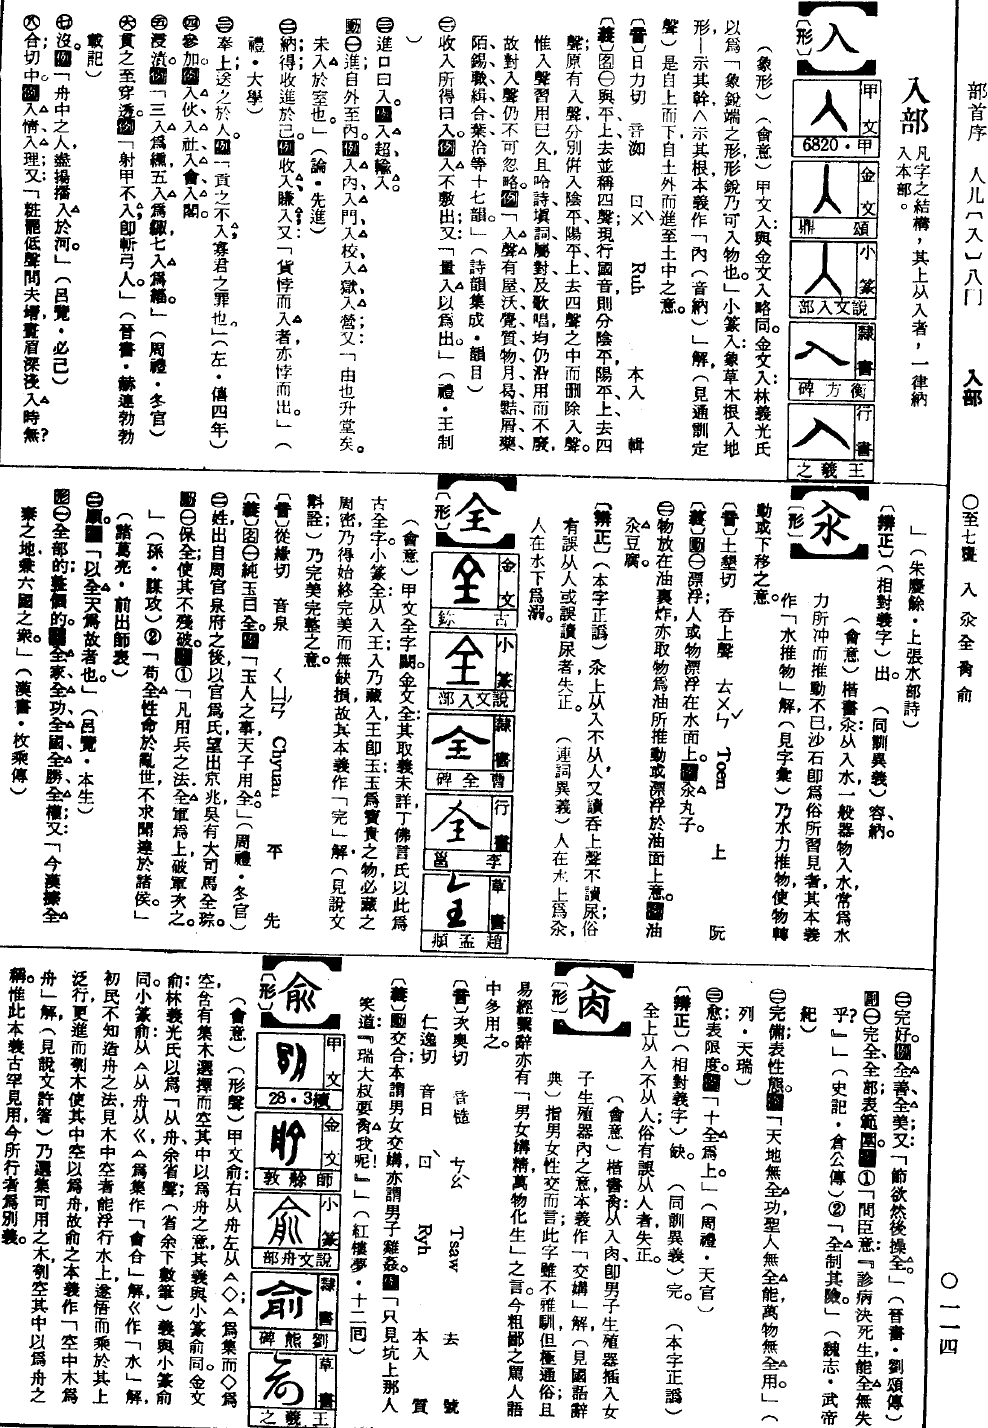 部首序　人儿〔入〕八冂　　入部　　○至七畫　入 氽 全 肏 俞　　○一一四
入部　凡字之結構，其上从入者，一律納
入本部。
入
〔形〕
甲文　6820・甲
金文　頌鼎
小篆　說文入部
隸書　衡方碑
行書　王羲之
（象形）（會意）甲文入與金文入略同。金文入林義光氏
以爲「象銳端之形形銳乃可入物也。」小篆入象草木根入地
形｜示其幹∧示其根本義作「內（音納）」解（見通訓定
聲）是自上而下自土外而進至土中之意。
〔音〕日力切　音洳　ㄖㄨˋ　Ruh　本入　緝
〔義〕图㊀與平上去並稱四聲現行國音則分陰平陽平上去四
聲；原有入聲分別併入陰平陽平上去四聲之中而刪除入聲。
惟入聲習用已久且吟詩塡詞屬對及歌唱均仍沿用而不廢，
故對入聲仍不可忽略。例「入聲有屋沃覺質物月曷黠屑藥、
陌錫職緝合葉洽等十七韻。」（詩韻集成・韻目）
㊁收入所得曰入。例入不敷出；又「量入以爲出。」（禮・王制
）
㊂進口曰入。例入超輸入。
動㊀進自外至內。例入內入門入校入獄入營；又「由也升堂矣。
未入於室也。」（論・先進）
㊁納；得收進於己。例收入賺入；又「貨悖而入者亦悖而出。」（
禮・大學）
㊂奉上送之於人。例「貢之不入寡君之罪也」（左・僖四年）
㊃參加。例入伙入社入會入閣
㊄浸漬。例「三入爲纁五入爲緅七入爲緇。」（周禮・冬官）
㊅貫之至穿透。例「射甲不入卽斬弓人。」（晉書・赫連勃勃
載記）
㊆沒。例「舟中之人盡揚播入於河。」（呂覽・必己）
㊇合切中。例入情入理；又「粧罷低聲問夫壻畫眉深淺入時無？
」（朱慶餘・上張水部詩）
〔辨正〕（相對義字）出。　（同訓異義）容、納。
氽
〔形〕
（會意）楷書氽从入水，一般器物入水常爲水
力所冲而推動不已沙石卽爲俗所習見者其本義
作「水推物」解（見字彙）乃水力推物使物轉
動或下移之意。
〔音〕土墾切　吞上聲　ㄊㄨㄣˇ　Toen　上　阮
〔義〕動㊀漂浮；人或物漂浮在水面上。例氽丸子。
㊁物放在油裏炸亦取物爲油所推動或漂浮於油面上意。例油
氽豆腐。
〔辨正〕（本字正譌）氽上从入不从人又讀吞上聲不讀尿，俗
有誤从人或誤讀尿者失正。　（連詞異義）人在水上爲氽，
人在水下爲溺。
全
〔形〕
金文　古鉥
小篆　說文入部
隸書　曹全碑
行書　李邕
草書　趙孟頫
（會意）甲文全字闕。金文全其取義未詳丁佛言氏以此爲
古全字小篆全从入王；入乃藏入王卽玉玉爲寶貴之物必藏之
周密乃得始終完美而無缺損，故其本義作「完」解（見說文
斠詮）乃完美完整之意。
〔音〕從緣切　音泉　ㄑㄩㄢˊ　Chyuan　平　先
〔義〕图㊀純玉曰全。例「玉人之事天子用全。」（周禮・冬官）
㊁姓出自周官泉府之後以官爲氏望出京兆吳有大司馬全琮。
動㊀保全；使其不殘破。例①「凡用兵之法全軍爲上破軍次之。
」（孫・謀攻）②「苟全性命於亂世不求聞達於諸侯。」
（諸葛亮・前出師表）
㊁順。例「以全天爲故者也。」（呂覽・本生）
形㊀全部的；整個的。例全家全功全國全勝全權；又「今漢據全
秦之地兼六國之衆。」（漢書・枚乘傳）
㊁完好。例全善全美；又「節欲然後操全。」（晉書・劉頌傳）
副㊀完全全部表範圍。例①「問臣意：『診病決死生能全無失
乎？』」（史記・倉公傳）②「全制其險。」（魏志・武帝
紀）
㊁完備表性態。例「天地無全功聖人無全能萬物無全用。」（
列・天瑞）
㊂愈表限度。例「十全爲上。」（周禮・天官）
〔辨正〕（相對義字）缺。　（同訓異義）完。　（本字正譌）
全上从入不从人；俗有誤从人者失正。
肏
〔形〕
（會意）楷書肏从入肉卽男子生殖器插入女
子生殖器內之意本義作「交媾」解（見國語辭
典）指男女性交而言此字雖不雅馴但極通俗且
易經繫辭亦有「男女媾精萬物化生」之言。今粗鄙之罵人語
中多用之。
〔音〕次奧切　音糙　ㄘㄠˋ　Tsaw　去　號
仁逸切　音日　ㄖˋ　Ryh　本入　質
〔義〕動交合本謂男女交媾；亦謂男子雞姦。例「只見坑上那人
笑道：『瑞大叔要肏我呢！』」（紅樓夢・十二囘）
俞
〔形〕
甲文　28・3續
金文　師艅敦
小篆　說文舟部
隸書　劉熊碑
草書　王羲之
（會意）（形聲）甲文俞右从舟左从亼◇；亼爲集而◇爲
空含有集木選擇而空其中以爲舟之意其義與小篆俞同。金文
俞林義光氏以爲「从舟余省聲」（省余下數筆）義與小篆俞
同。小篆俞从亼从舟从巜亼爲集作「會合」解巜作「水」解，
初民不知造舟之法見木中空者能浮行水上遂悟而乘於其上
泛行更進而刳木使其中空以爲舟故俞之本義作「空中木爲
舟」解（見說文許箸）乃選集可用之木刳空其中以爲舟之
稱。惟此本義古罕見用今所行者爲別義。